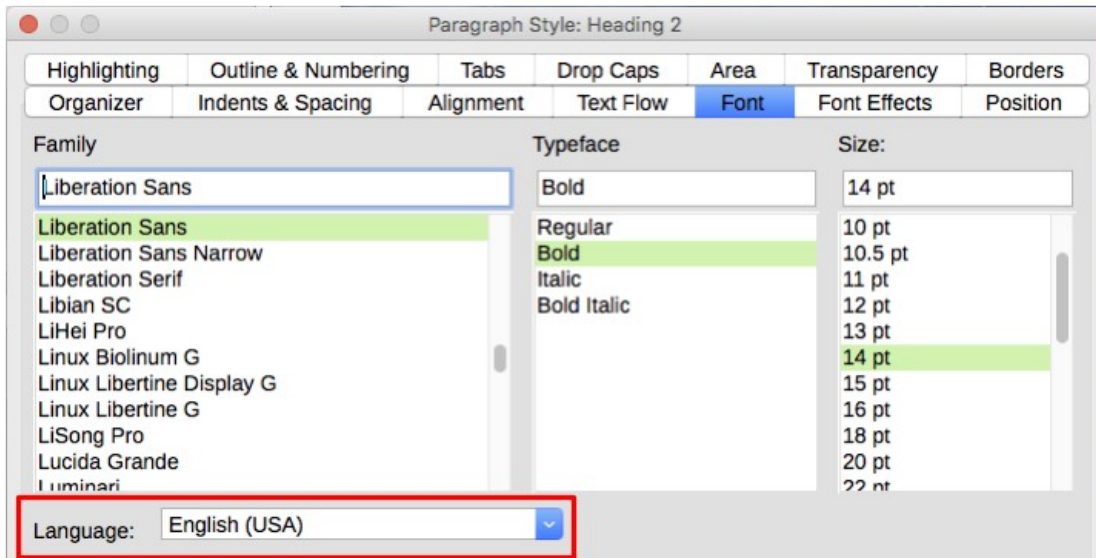 Paragraph Style: Heading 2
Highlighting Outline & Numbering Tabs Drop Caps Area Transparency Borders
Organizer Indents & Spacing Alignment Text Flow Font Font Effects Position
Family Typeface Size:
Liberation Sans Bold 14 pt
Liberation Sans Regular 10 pt
Liberation Sans Narrow Bold 10.5 pt
Liberation Serif Italic 11 pt
Libian SC Bold Italic 12 pt
LiHei Pro 13 pt
Linux Biolinum G 14 pt
Linux Libertine Display G 15 pt
Linux Libertine G 16 pt
LiSong Pro 18 pt
Lucida Grande 20 pt
Luminari 22 pt
Language: English (USA)